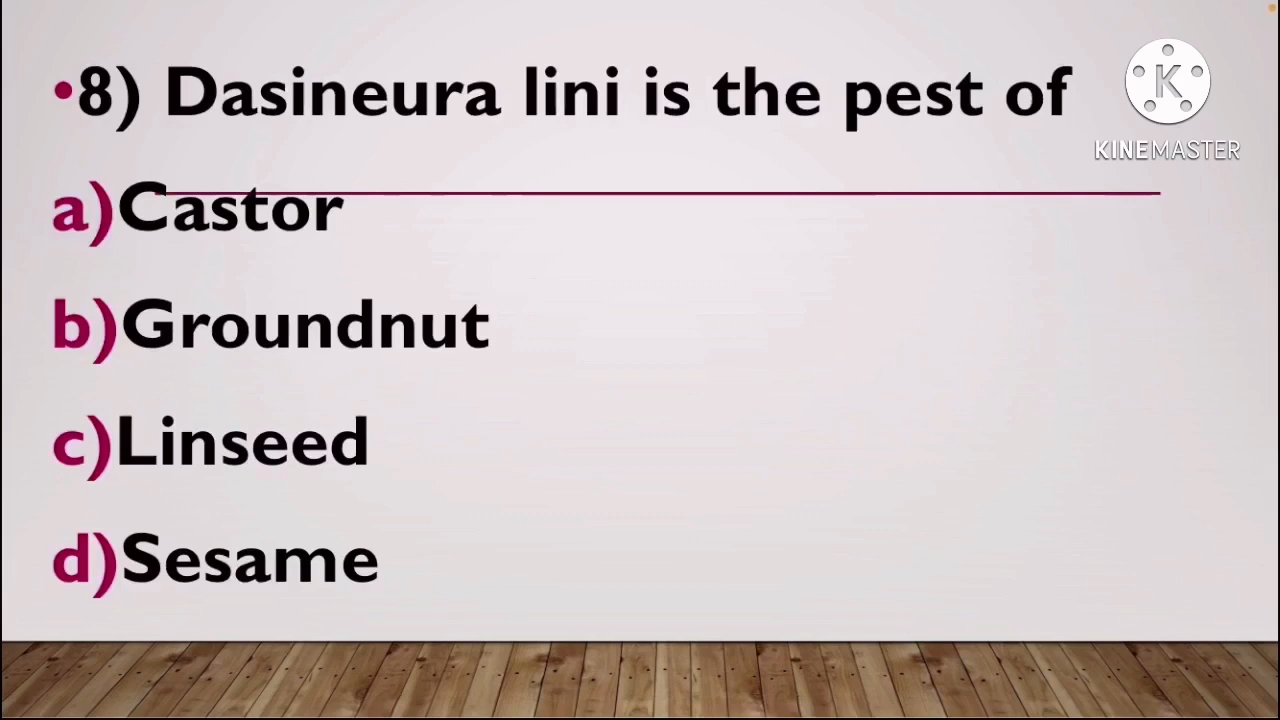 •8) Dasineura lini is the pest of
K
KINEMASTER
a)Castor
b)Groundnut
c)Linseed
d)Sesame